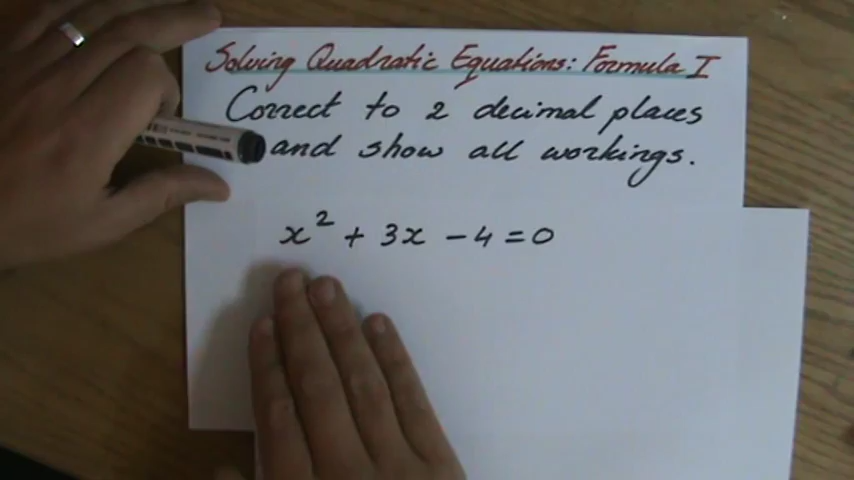 Solving Quadratic Equations: Formula I
Correct to 2 decimal places
and show all workings.
x² + 3x - 4 = 0